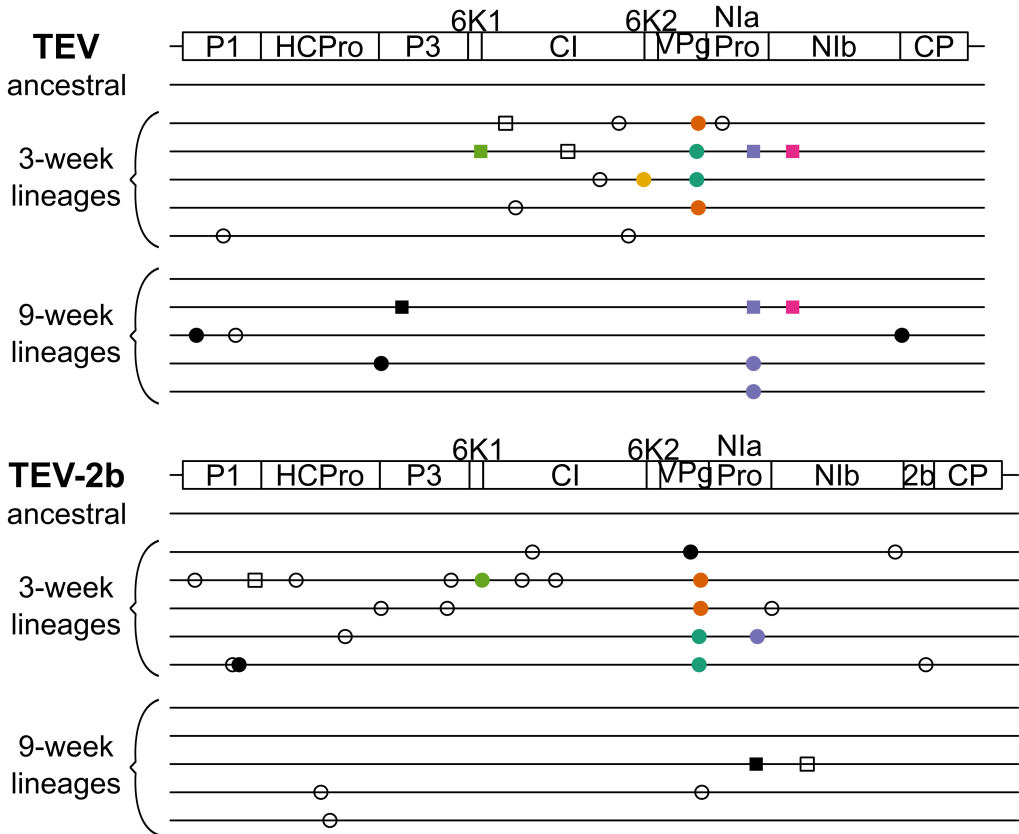 6K1 6K2 NIa
TEV P1 HCPro P3 CI VPg Pro NIb CP
ancestral
3-week
lineages
9-week
lineages
6K1 6K2 NIa
TEV-2b P1 HCPro P3 CI VPg Pro NIb 2b CP
ancestral
3-week
lineages
9-week
lineages